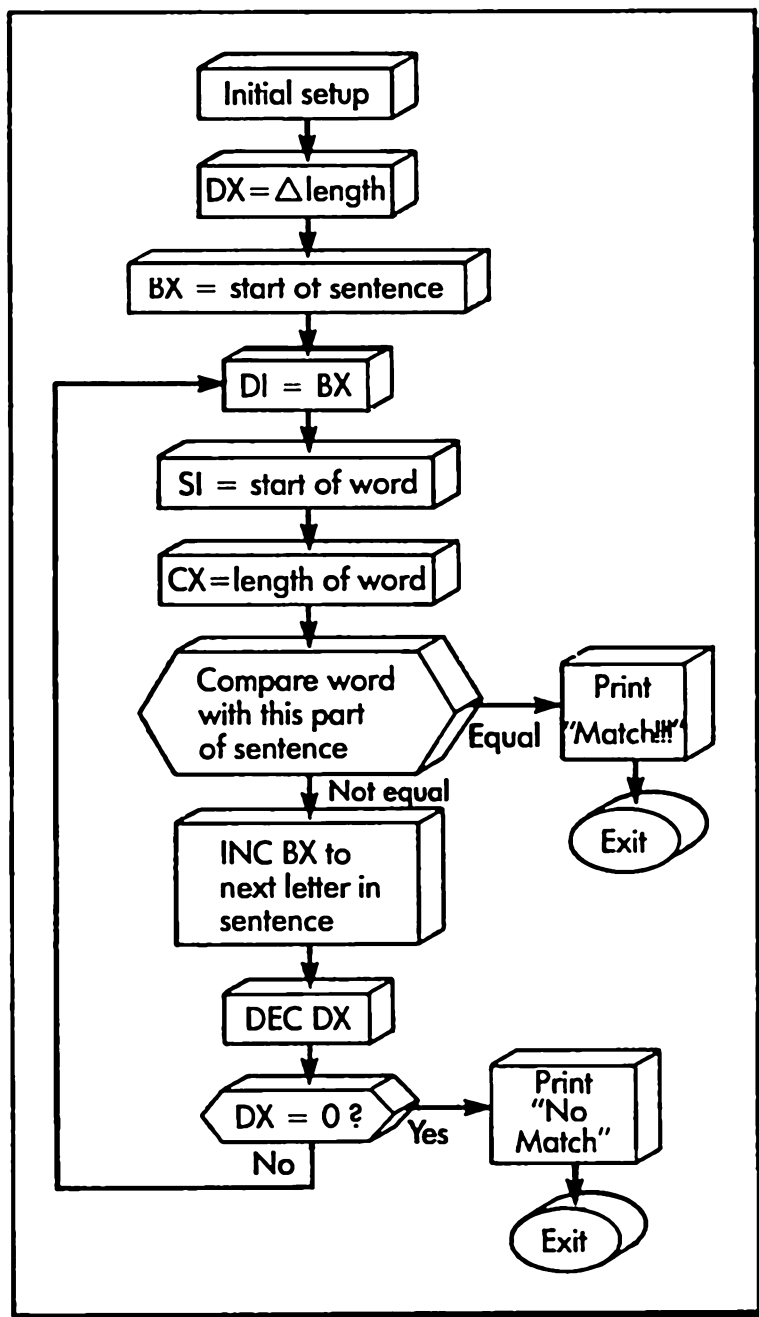 Initial setup
DX = △ length
BX = start of sentence
DI = BX
SI = start of word
CX = length of word
Compare word
with this part
of sentence
Equal
Print
"Match!!!"
Exit
Not equal
INC BX to
next letter in
sentence
DEC DX
DX = 0 ?
Yes
Print
"No
Match"
No
Exit